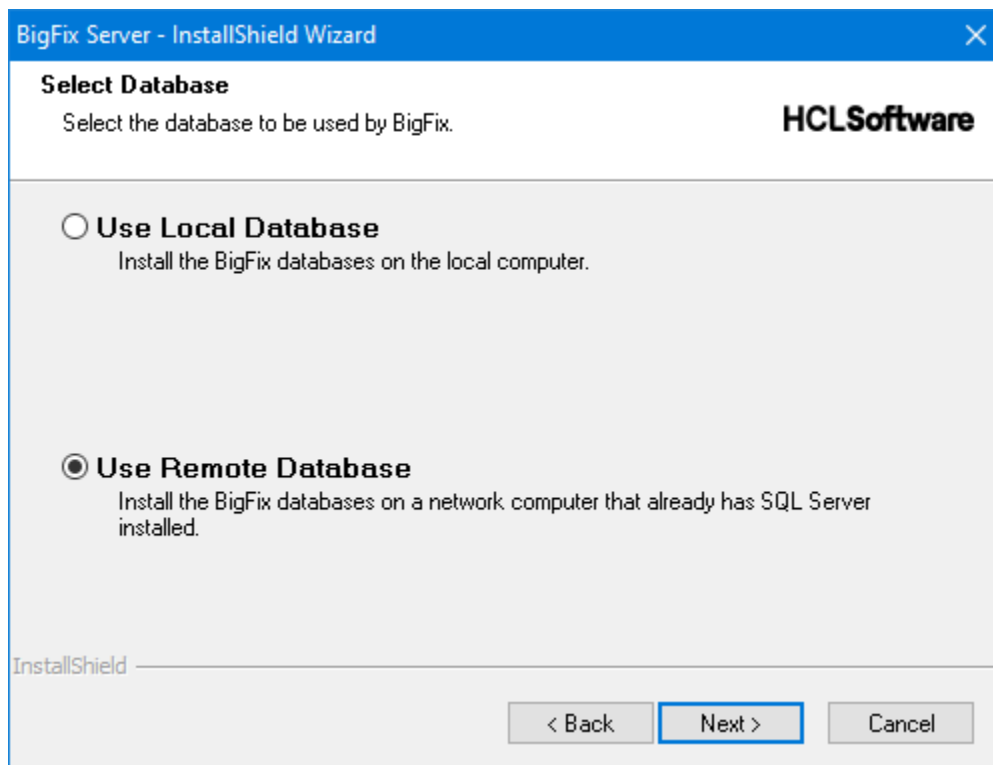 BigFix Server - InstallShield Wizard
Select Database
Select the database to be used by BigFix.
HCLSoftware
Use Local Database
Install the BigFix databases on the local computer.
Use Remote Database
Install the BigFix databases on a network computer that already has SQL Server
installed.
InstallShield
< Back
Next >
Cancel